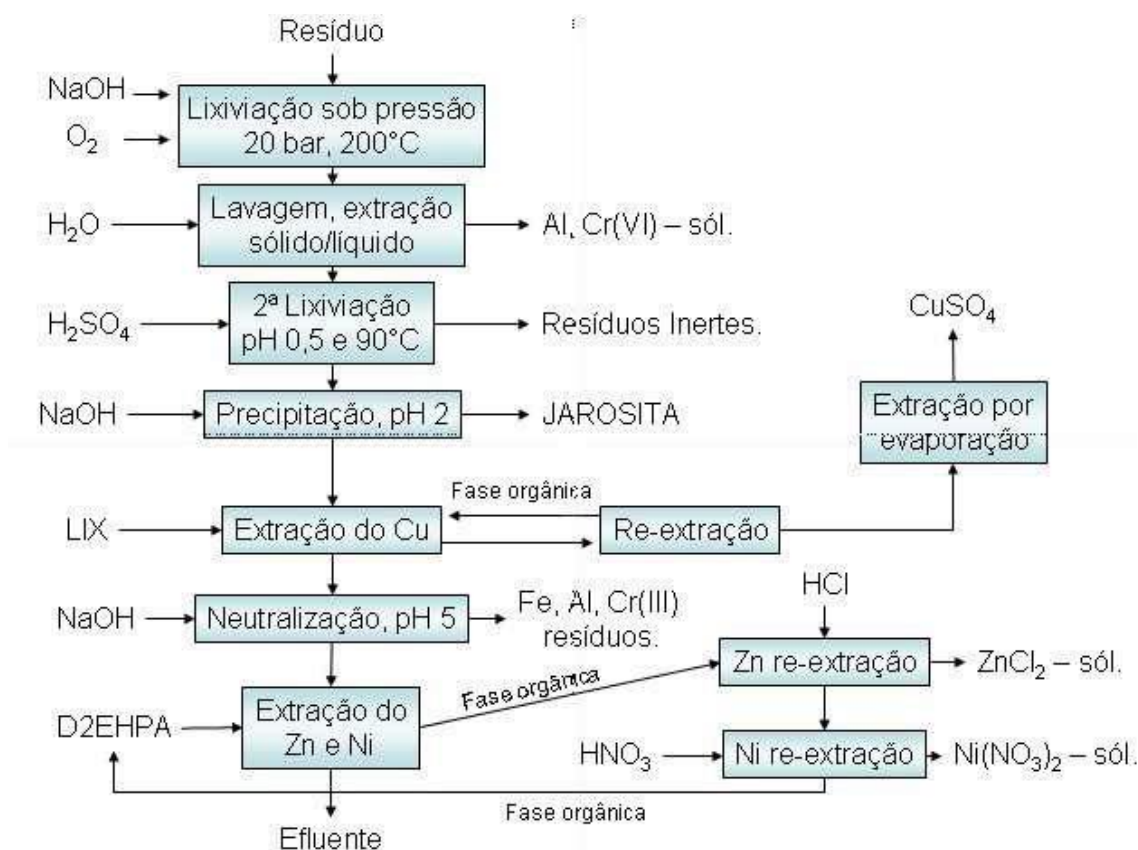 Resíduo
NaOH
O₂
Lixiviação sob pressão
20 bar, 200°C
H₂O
Lavagem, extração
sólido/líquido
Al, Cr(VI) – sól.
H₂SO₄
2ª Lixiviação
pH 0,5 e 90°C
Resíduos Inertes.
CuSO₄
NaOH
Precipitação, pH 2
JAROSITA
Extração por
evaporação
Fase orgânica
LIX
Extração do Cu
Re-extração
NaOH
Neutralização, pH 5
Fe, Al, Cr(III)
resíduos.
HCl
Zn re-extração
ZnCl₂ – sól.
Fase orgânica
D2EHPA
Extração do
Zn e Ni
HNO₃
Ni re-extração
Ni(NO₃)₂ – sól.
Fase orgânica
Efluente